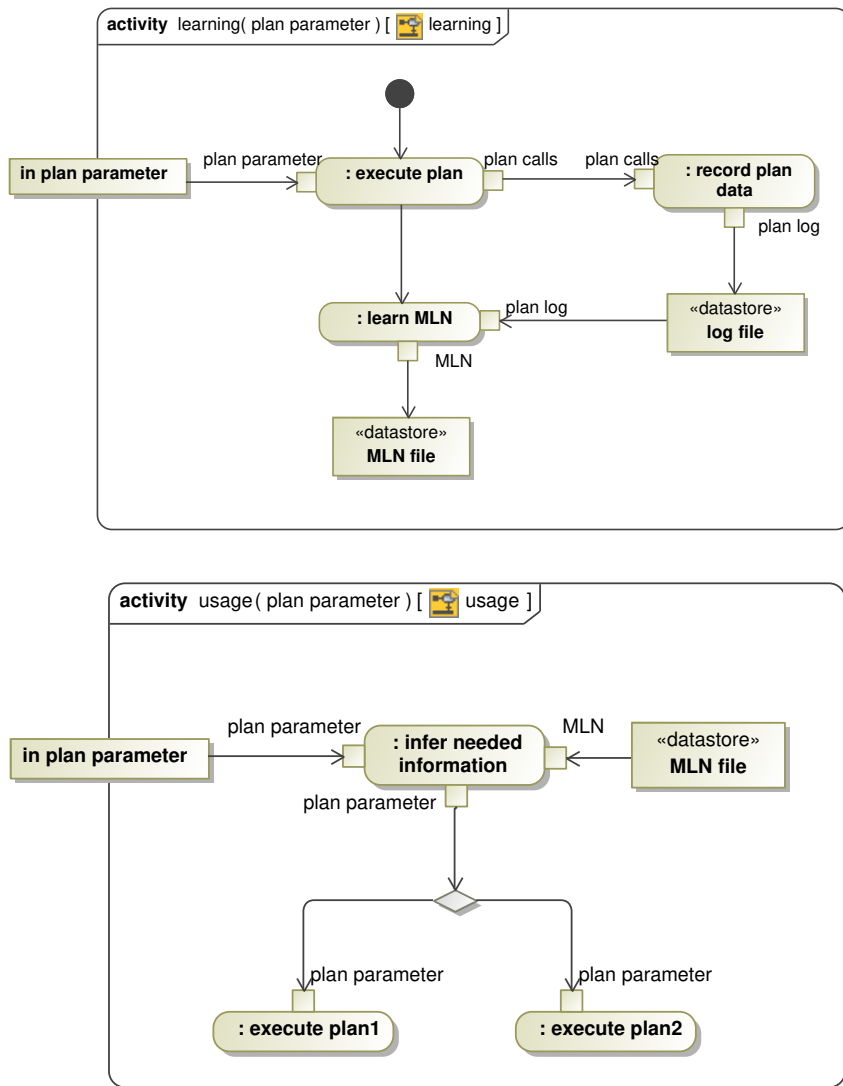 activity learning( plan parameter ) [ learning ]
in plan parameter
plan parameter
: execute plan
plan calls
plan calls
: record plan
data
plan log
: learn MLN
plan log
«datastore»
log file
MLN
«datastore»
MLN file
activity usage( plan parameter ) [ usage ]
in plan parameter
plan parameter
: infer needed
information
MLN
«datastore»
MLN file
plan parameter
plan parameter
plan parameter
: execute plan1
: execute plan2